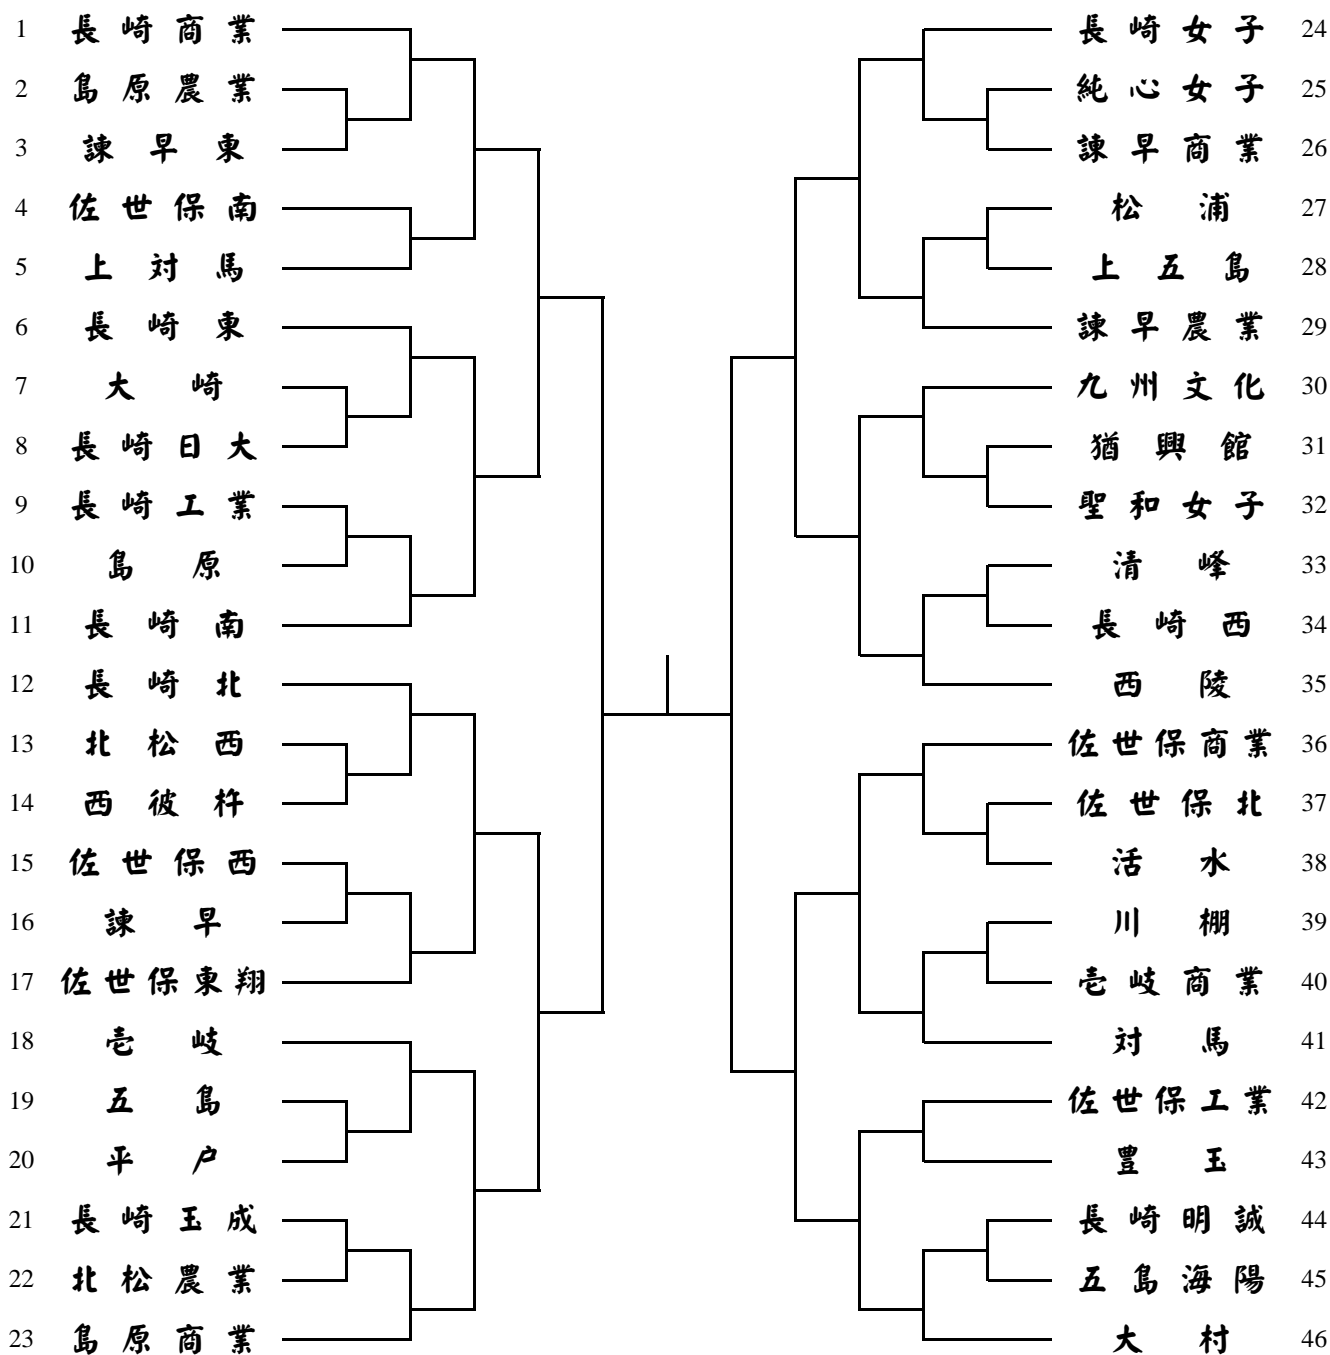 1 長崎商業
2 島原農業
3 諫早東
4 佐世保南
5 上対馬
6 長崎東
7 大崎
8 長崎日大
9 長崎工業
10 島原
11 長崎南
12 長崎北
13 北松西
14 西彼杵
15 佐世保西
16 諫早
17 佐世保東翔
18 壱岐
19 五島
20 平戸
21 長崎玉成
22 北松農業
23 島原商業
長崎女子 24
純心女子 25
諫早商業 26
松浦 27
上五島 28
諫早農業 29
九州文化 30
猶興館 31
聖和女子 32
清峰 33
長崎西 34
西陵 35
佐世保商業 36
佐世保北 37
活水 38
川棚 39
壱岐商業 40
対馬 41
佐世保工業 42
豊玉 43
長崎明誠 44
五島海陽 45
大村 46